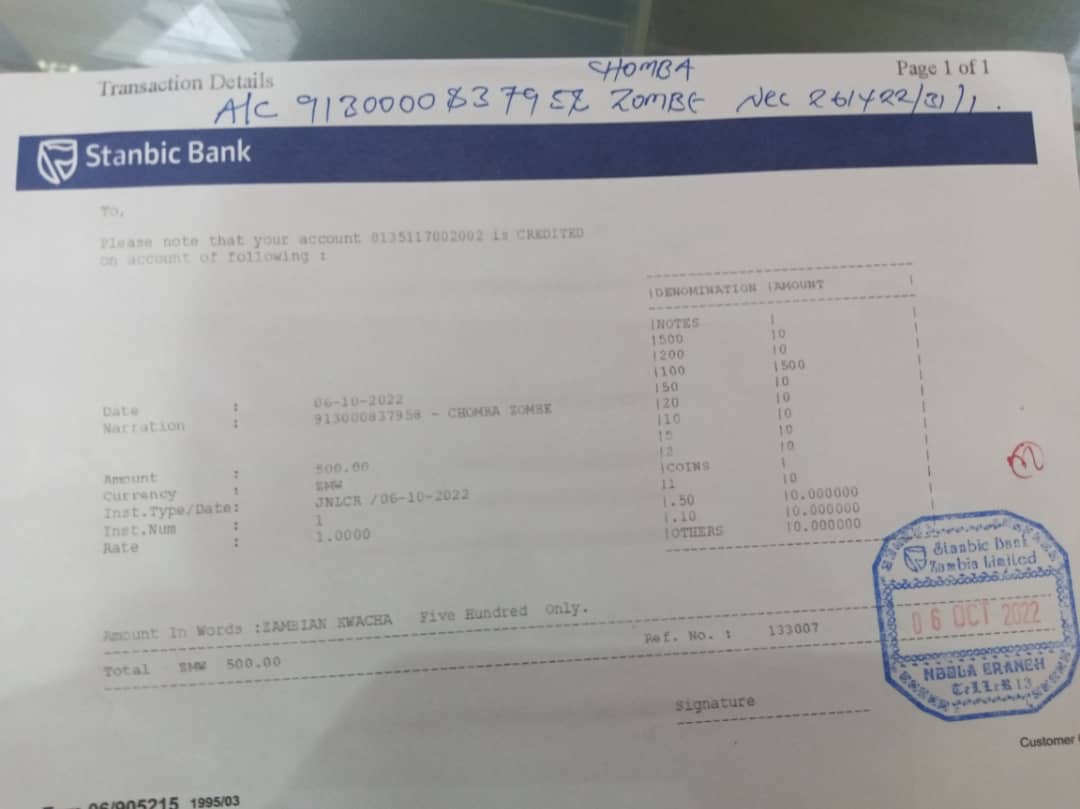 CHOMBA
Transaction Details
Page 1 of 1
A/C 9130000837958 ZOMBE Nec 261422/31/1.
Stanbic Bank
To,
Please note that your account 0135117002002 is CREDITED
on account of following :
|DENOMINATION |AMOUNT |
|NOTES |
|500 |0
|200 |0
|100 |500
|50 |0
|20 |0
|10 |0
|5 |0
|2 |0
|COINS |
|1 |0
|.50 |0.000000
|.10 |0.000000
|OTHERS |0.000000
Date : 06-10-2022
Narration : 913000837958 - CHOMBA ZOMBE
Amount : 500.00
Currency : ZMW
Inst.Type/Date: JNLCR /06-10-2022
Inst.Num : 1
Rate : 1.0000
Amount In Words :ZAMBIAN KWACHA Five Hundred Only.
Total ZMW 500.00
Ref. No. : 133007
Signature
Stanbic Bank
Zambia Limited
06 OCT 2022
NDOLA BRANCH
TeLLeR 13
Customer
06/905215 1995/03